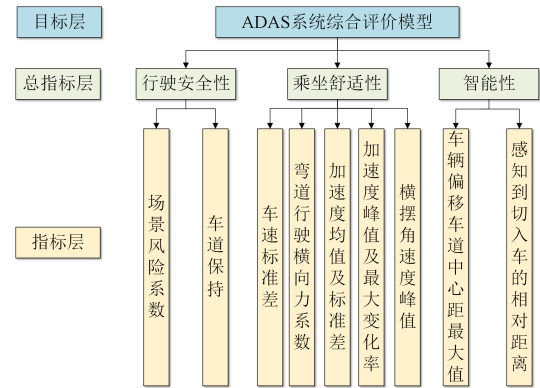 目标层
ADAS系统综合评价模型
总指标层
行驶安全性
乘坐舒适性
智能性
指标层
场景风险系数
车道保持
车速标准差
弯道行驶横向力系数
加速度均值及标准差
加速度峰值及最大变化率
横摆角速度峰值
车辆偏移车道中心距最大值
感知到切入车的相对距离